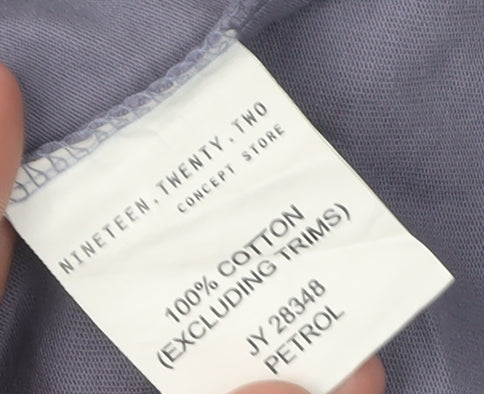 NINETEEN.TWENTY.TWO
CONCEPT STORE
100% COTTON
(EXCLUDING TRIMS)
JY 28348
PETROL